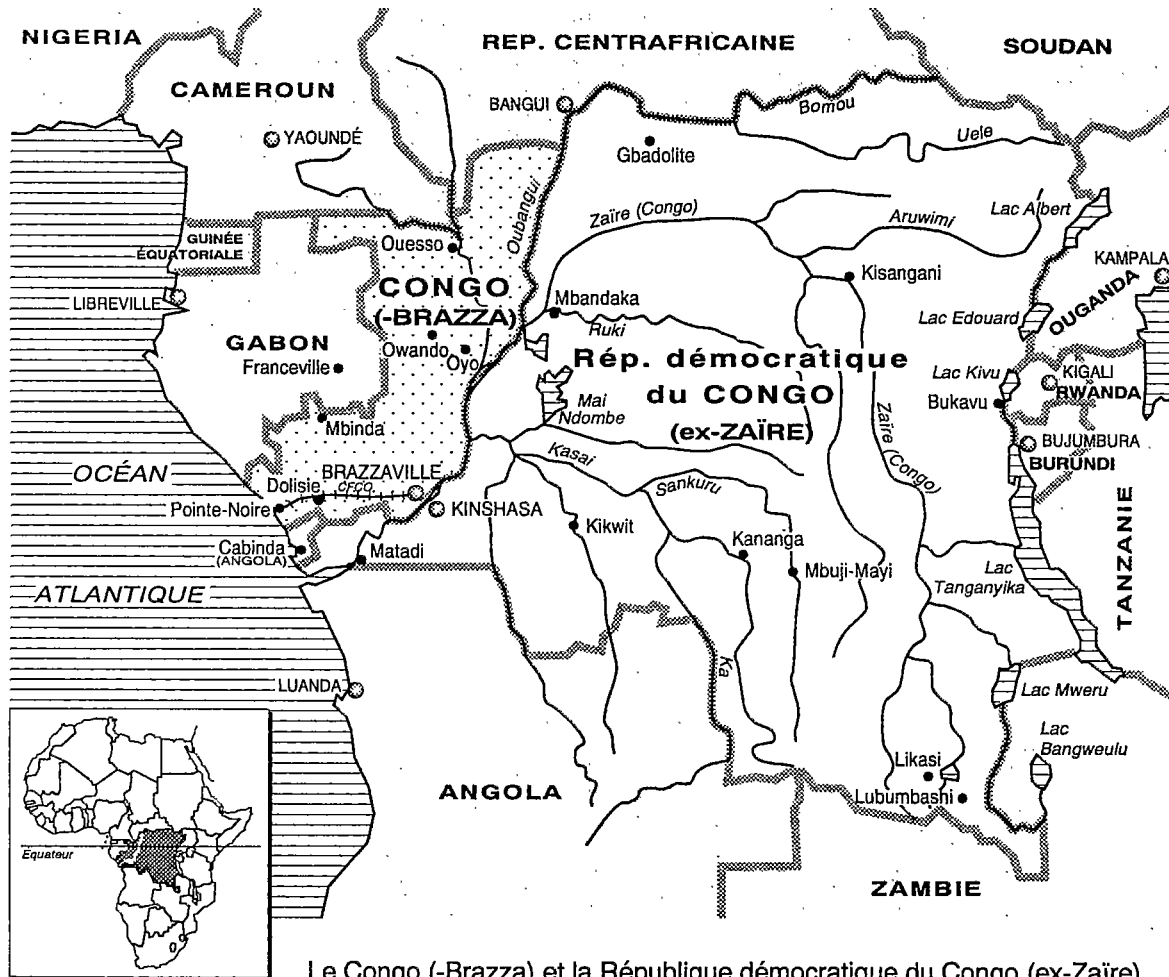 NIGERIA
REP. CENTRAFRICAINE
SOUDAN
CAMEROUN
BANGUI
Bomou
YAOUNDÉ
Gbadolite
Uele
Oubangui
Zaïre (Congo)
Aruwimi
Lac Albert
GUINÉE
ÉQUATORIALE
Ouesso
KAMPALA
LIBREVILLE
CONGO
(-BRAZZA)
Mbandaka
Kisangani
OUGANDA
Ruki
Lac Edouard
GABON
Owando
Oyo
Franceville
Rép. démocratique
du CONGO
(ex-ZAÏRE)
Lac Kivu
KIGALI
RWANDA
Bukavu
Mai
Ndombe
Mbinda
Zaïre (Congo)
BUJUMBURA
BURUNDI
OCÉAN
BRAZZAVILLE
Kasai
Sankuru
Dolisie
CFCO
Pointe-Noire
KINSHASA
Kikwit
Kananga
TANZANIE
Cabinda
(ANGOLA)
Matadi
Mbuji-Mayi
Lac
Tanganyika
ATLANTIQUE
Ka
LUANDA
Lac Mweru
Lac
Bangweulu
Likasi
ANGOLA
Lubumbashi
Équateur
ZAMBIE
Le Congo (-Brazza) et la République démocratique du Congo (ex-Zaïre)